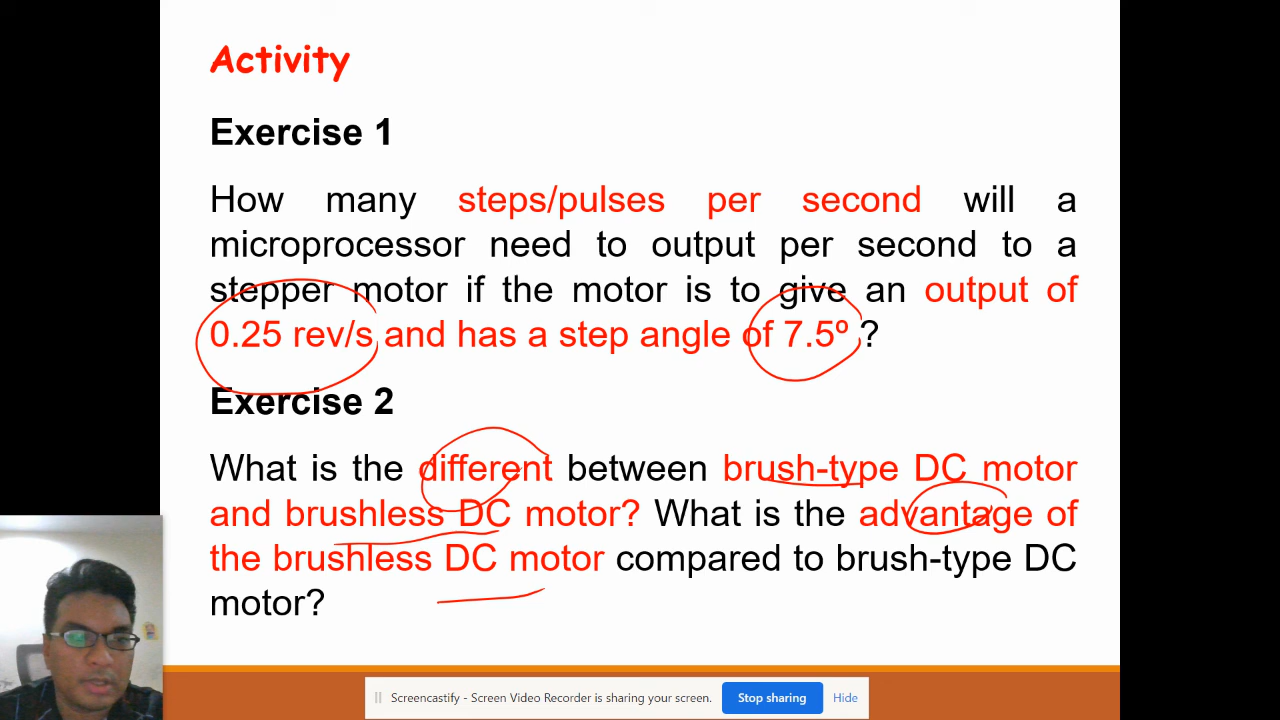 Activity
Exercise 1
How many steps/pulses per second will a
microprocessor need to output per second to a
stepper motor if the motor is to give an output of
0.25 rev/s and has a step angle of 7.5º ?
Exercise 2
What is the different between brush-type DC motor
and brushless DC motor? What is the advantage of
the brushless DC motor compared to brush-type DC
motor?
Screencastify - Screen Video Recorder is sharing your screen.
Stop sharing
Hide